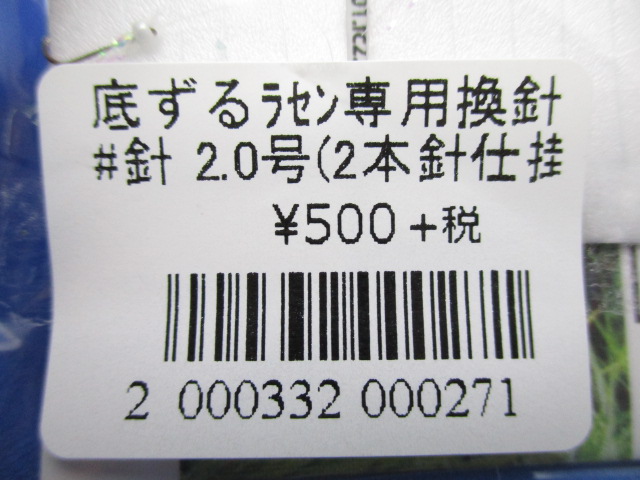 底ずるﾗｾﾝ専用換針
#針 2.0号(2本針仕掛
¥500 +税
2 000332 000271